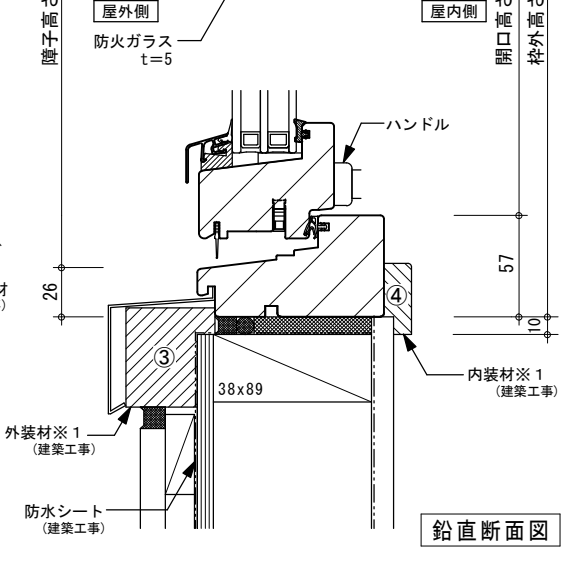 屋外側
屋内側
防火ガラス
t=5
障子高さ
開口高さ
枠外高さ
ハンドル
26
57
10
③
④
38x89
内装材※1
(建築工事)
外装材※1
(建築工事)
防水シート
(建築工事)
鉛直断面図